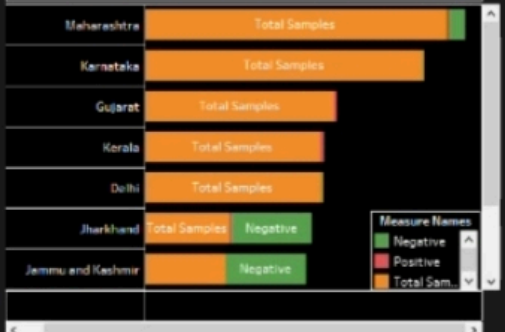 Maharashtra Total Samples
Karnataka Total Samples
Gujarat Total Samples
Kerala Total Samples
Delhi Total Samples
Jharkhand Total Samples Negative
Jammu and Kashmir Negative
Measure Names
Negative
Positive
Total Sam..